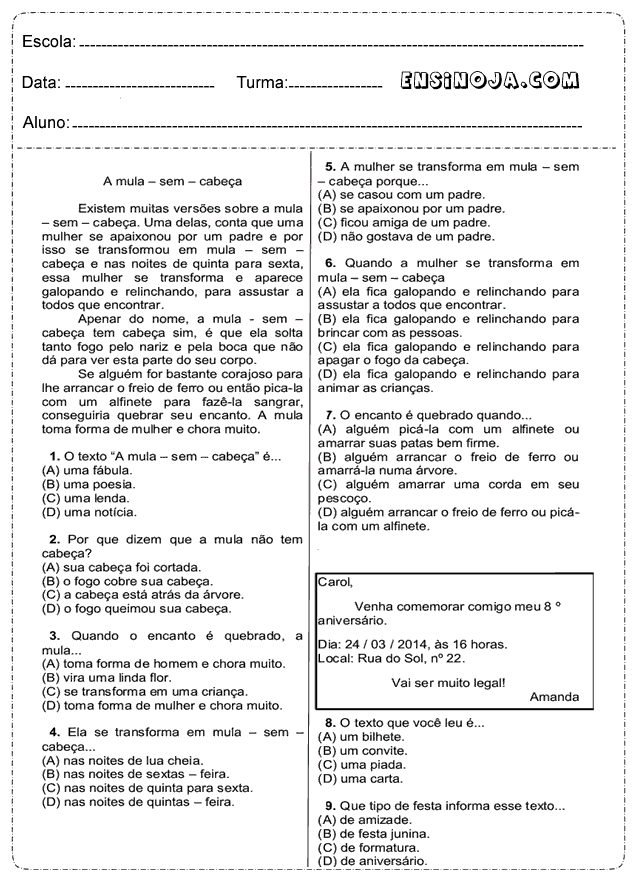 Escola:
Data: Turma: ENSINOJA.COM
Aluno:
A mula – sem – cabeça
Existem muitas versões sobre a mula
– sem – cabeça. Uma delas, conta que uma
mulher se apaixonou por um padre e por
isso se transformou em mula – sem –
cabeça e nas noites de quinta para sexta,
essa mulher se transforma e aparece
galopando e relinchando, para assustar a
todos que encontrar.
Apenar do nome, a mula - sem –
cabeça tem cabeça sim, é que ela solta
tanto fogo pelo nariz e pela boca que não
dá para ver esta parte do seu corpo.
Se alguém for bastante corajoso para
lhe arrancar o freio de ferro ou então pica-la
com um alfinete para fazê-la sangrar,
conseguiria quebrar seu encanto. A mula
toma forma de mulher e chora muito.
1. O texto “A mula – sem – cabeça” é...
(A) uma fábula.
(B) uma poesia.
(C) uma lenda.
(D) uma notícia.
2. Por que dizem que a mula não tem
cabeça?
(A) sua cabeça foi cortada.
(B) o fogo cobre sua cabeça.
(C) a cabeça está atrás da árvore.
(D) o fogo queimou sua cabeça.
3. Quando o encanto é quebrado, a
mula...
(A) toma forma de homem e chora muito.
(B) vira uma linda flor.
(C) se transforma em uma criança.
(D) toma forma de mulher e chora muito.
4. Ela se transforma em mula – sem –
cabeça...
(A) nas noites de lua cheia.
(B) nas noites de sextas – feira.
(C) nas noites de quinta para sexta.
(D) nas noites de quintas – feira.
5. A mulher se transforma em mula – sem
– cabeça porque...
(A) se casou com um padre.
(B) se apaixonou por um padre.
(C) ficou amiga de um padre.
(D) não gostava de um padre.
6. Quando a mulher se transforma em
mula – sem – cabeça
(A) ela fica galopando e relinchando para
assustar a todos que encontrar.
(B) ela fica galopando e relinchando para
brincar com as pessoas.
(C) ela fica galopando e relinchando para
apagar o fogo da cabeça.
(D) ela fica galopando e relinchando para
animar as crianças.
7. O encanto é quebrado quando...
(A) alguém picá-la com um alfinete ou
amarrar suas patas bem firme.
(B) alguém arrancar o freio de ferro ou
amarrá-la numa árvore.
(C) alguém amarrar uma corda em seu
pescoço.
(D) alguém arrancar o freio de ferro ou picá-
la com um alfinete.
Carol,
Venha comemorar comigo meu 8 º
aniversário.
Dia: 24 / 03 / 2014, às 16 horas.
Local: Rua do Sol, nº 22.
Vai ser muito legal!
Amanda
8. O texto que você leu é...
(A) um bilhete.
(B) um convite.
(C) uma piada.
(D) uma carta.
9. Que tipo de festa informa esse texto...
(A) de amizade.
(B) de festa junina.
(C) de formatura.
(D) de aniversário.